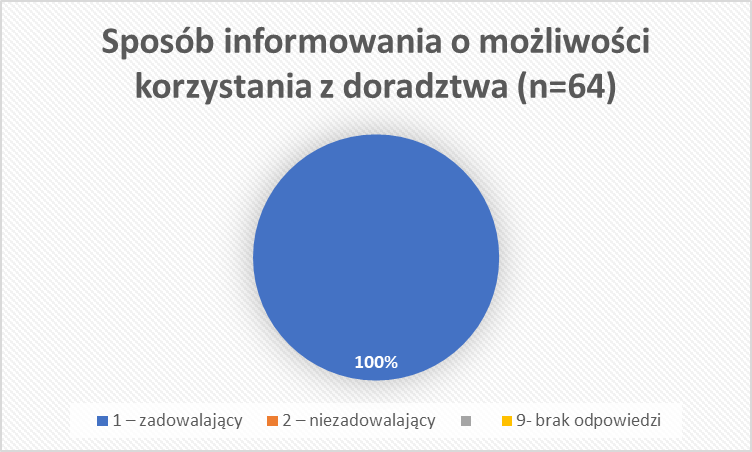 Sposób informowania o możliwości
korzystania z doradztwa (n=64)
100%
1 – zadowalający 2 – niezadowalający 9- brak odpowiedzi